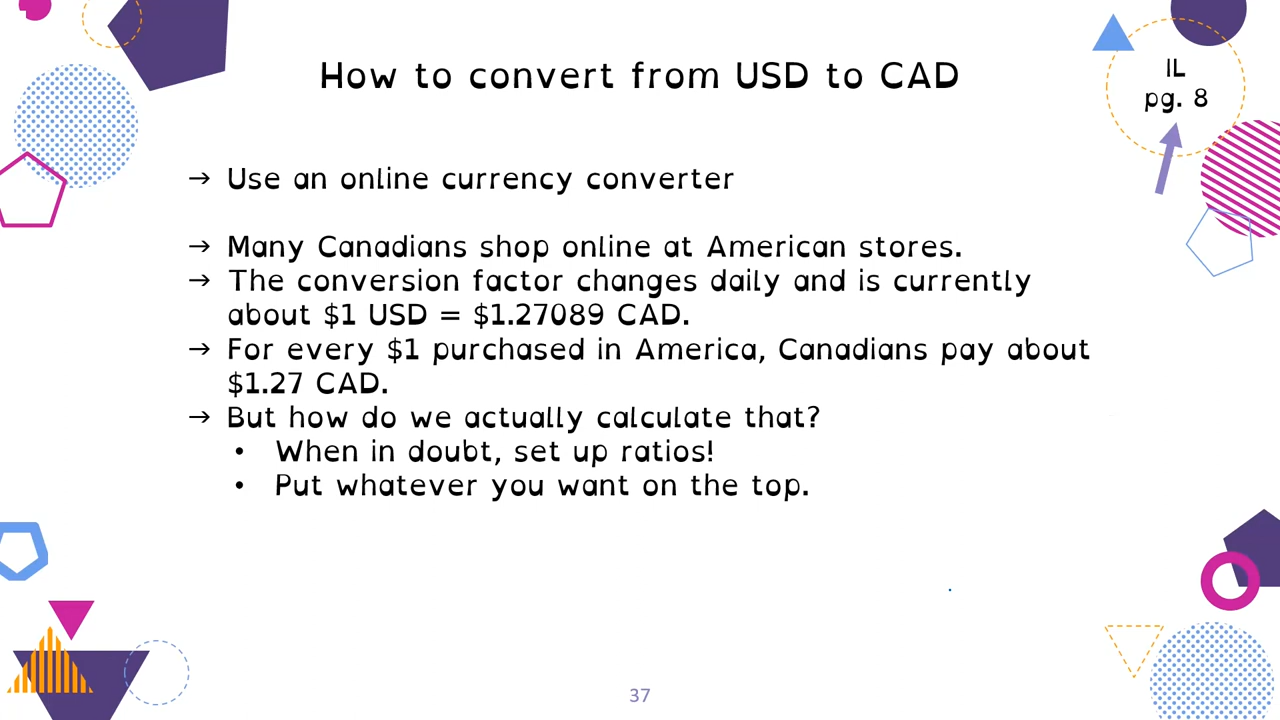 How to convert from USD to CAD
IL
pg. 8
→ Use an online currency converter
→ Many Canadians shop online at American stores.
→ The conversion factor changes daily and is currently
about $1 USD = $1.27089 CAD.
→ For every $1 purchased in America, Canadians pay about
$1.27 CAD.
→ But how do we actually calculate that?
• When in doubt, set up ratios!
• Put whatever you want on the top.
37